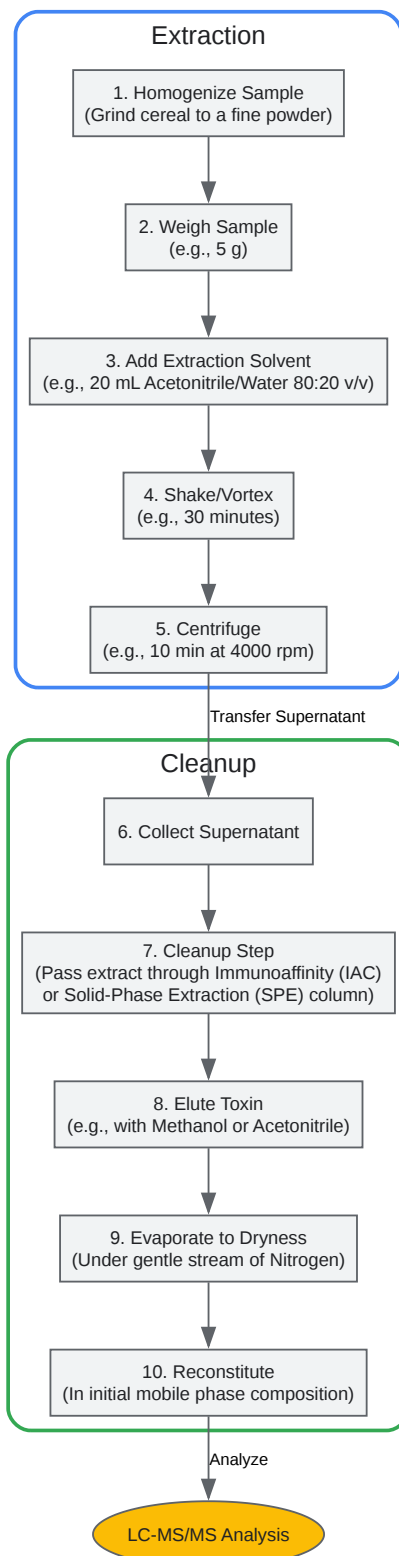 Extraction
1. Homogenize Sample
(Grind cereal to a fine powder)
2. Weigh Sample
(e.g., 5 g)
3. Add Extraction Solvent
(e.g., 20 mL Acetonitrile/Water 80:20 v/v)
4. Shake/Vortex
(e.g., 30 minutes)
5. Centrifuge
(e.g., 10 min at 4000 rpm)
Transfer Supernatant
Cleanup
6. Collect Supernatant
7. Cleanup Step
(Pass extract through Immunoaffinity (IAC)
or Solid-Phase Extraction (SPE) column)
8. Elute Toxin
(e.g., with Methanol or Acetonitrile)
9. Evaporate to Dryness
(Under gentle stream of Nitrogen)
10. Reconstitute
(In initial mobile phase composition)
Analyze
LC-MS/MS Analysis